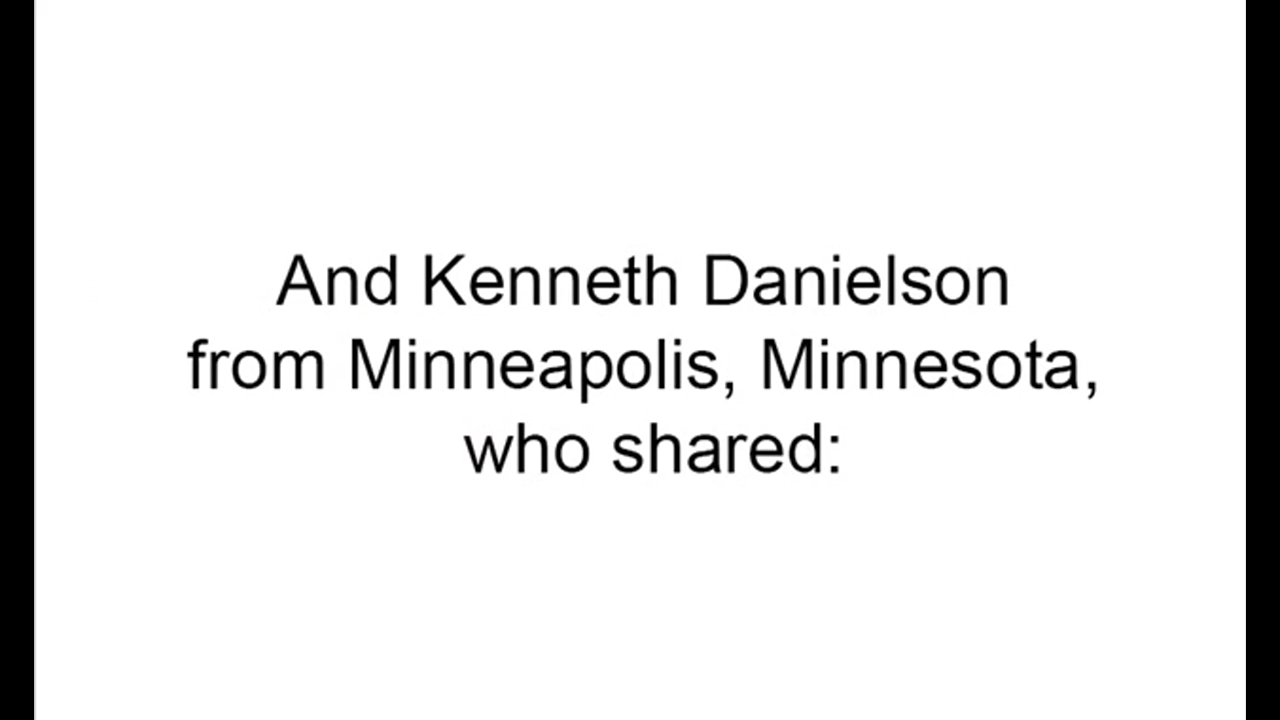 And Kenneth Danielson
from Minneapolis, Minnesota,
who shared: